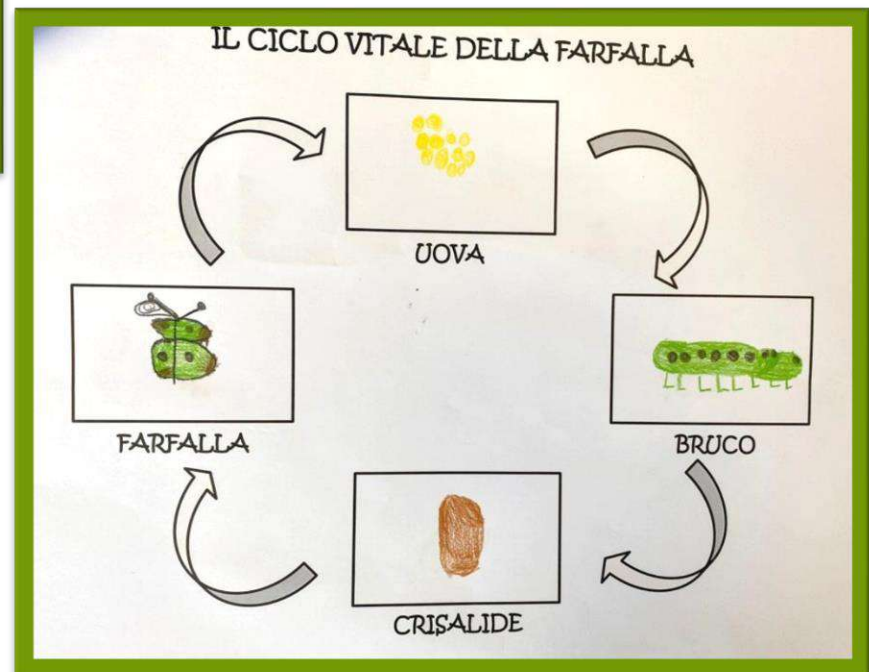 IL CICLO VITALE DELLA FARFALLA
UOVA
FARFALLA
BRUCO
CRISALIDE